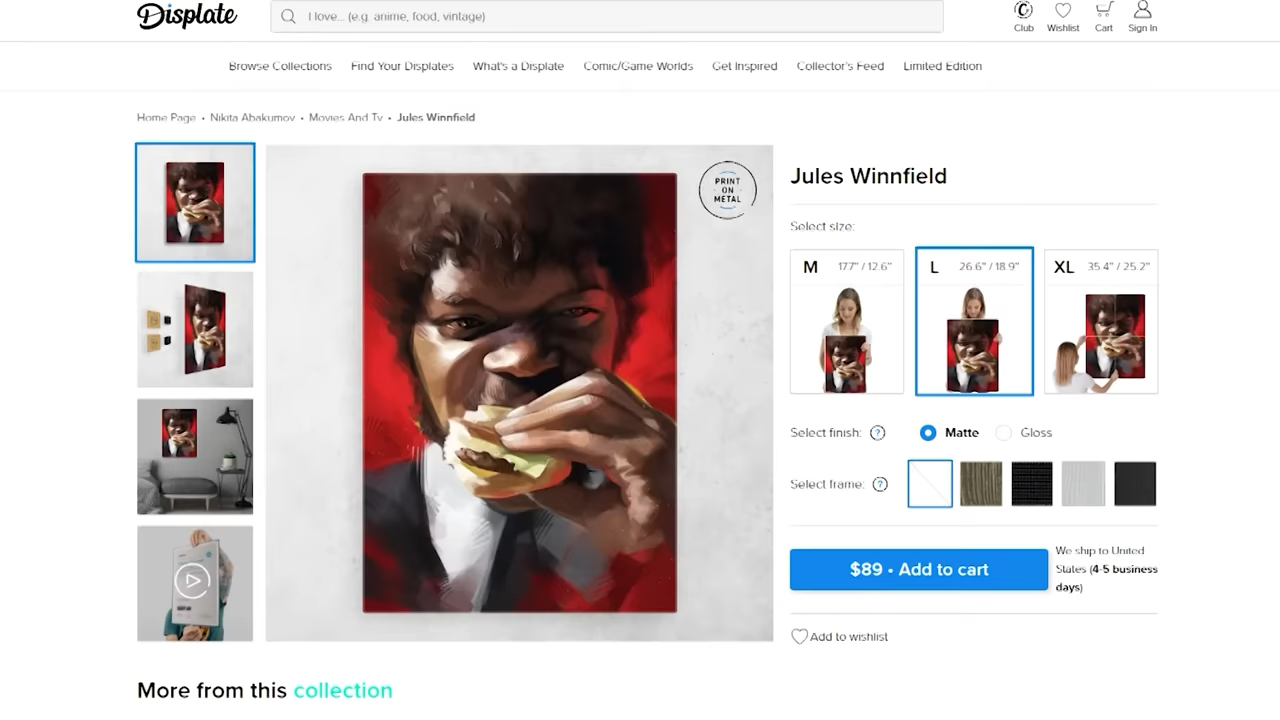 Displate
I love... (e.g. anime, food, vintage)
Club Wishlist Cart Sign In
Browse Collections Find Your Displates What's a Displate Comic/Game Worlds Get Inspired Collector's Feed Limited Edition
Home Page • Nikita Abakumov • Movies And Tv • Jules Winnfield
PRINT
ON
METAL
Jules Winnfield
Select size:
M 17.7" / 12.6"
L 26.6" / 18.9"
XL 35.4" / 25.2"
Select finish: ? Matte Gloss
Select frame: ?
$89 • Add to cart
We ship to United
States (4-5 business
days)
Add to wishlist
More from this collection